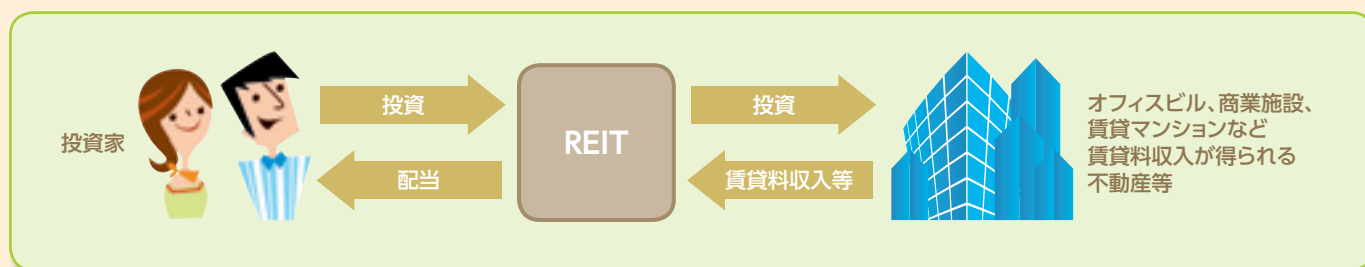 投資家
投資
配当
REIT
投資
賃貸料収入等
オフィスビル、商業施設、
賃貸マンションなど
賃貸料収入が得られる
不動産等